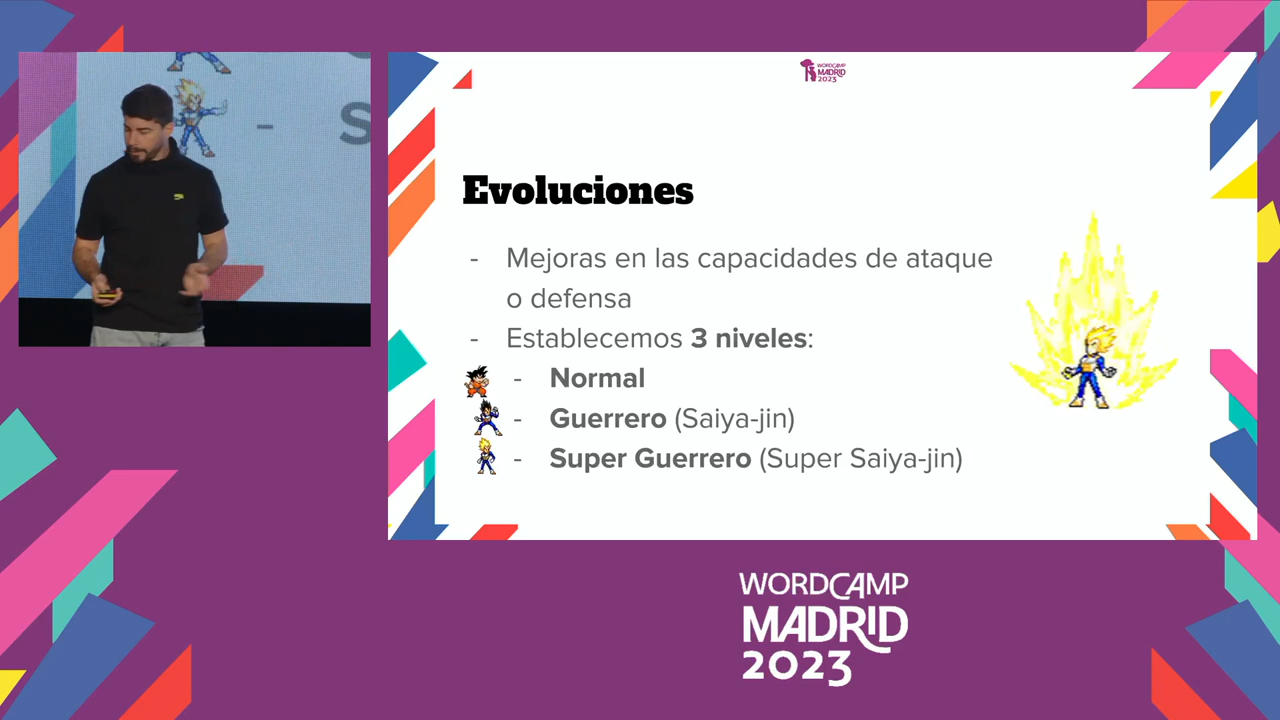 - S
WORDCAMP
MADRID
2023
Evoluciones
- Mejoras en las capacidades de ataque
o defensa
- Establecemos 3 niveles:
- Normal
- Guerrero (Saiya-jin)
- Super Guerrero (Super Saiya-jin)
WORDCAMP
MADRID
2023